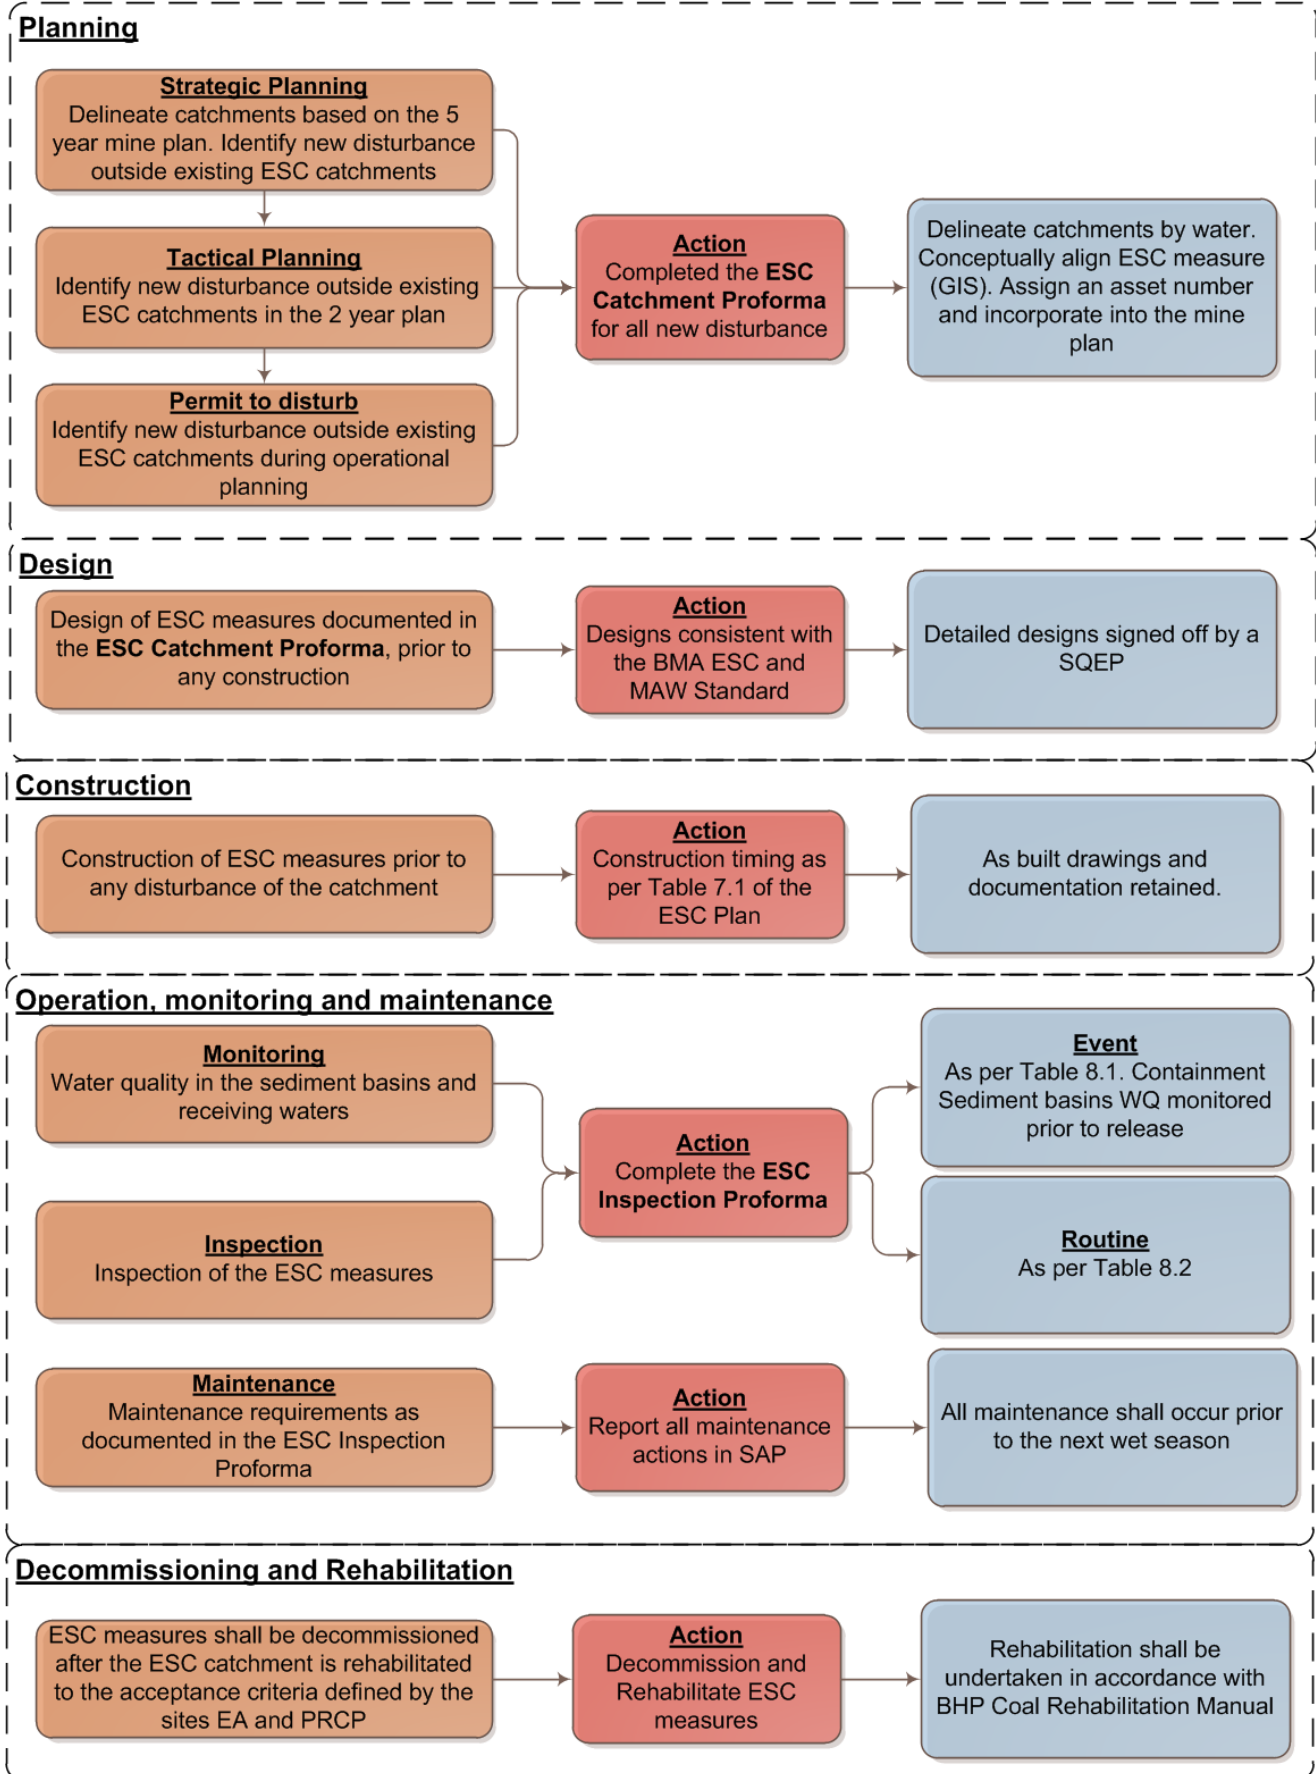 Planning
Strategic Planning
Delineate catchments based on the 5
year mine plan. Identify new disturbance
outside existing ESC catchments
Tactical Planning
Identify new disturbance outside existing
ESC catchments in the 2 year plan
Permit to disturb
Identify new disturbance outside existing
ESC catchments during operational
planning
Action
Completed the ESC
Catchment Proforma
for all new disturbance
Delineate catchments by water.
Conceptually align ESC measure
(GIS). Assign an asset number
and incorporate into the mine
plan
Design
Design of ESC measures documented in
the ESC Catchment Proforma, prior to
any construction
Action
Designs consistent with
the BMA ESC and
MAW Standard
Detailed designs signed off by a
SQEP
Construction
Construction of ESC measures prior to
any disturbance of the catchment
Action
Construction timing as
per Table 7.1 of the
ESC Plan
As built drawings and
documentation retained.
Operation, monitoring and maintenance
Monitoring
Water quality in the sediment basins and
receiving waters
Inspection
Inspection of the ESC measures
Action
Complete the ESC
Inspection Proforma
Event
As per Table 8.1. Containment
Sediment basins WQ monitored
prior to release
Routine
As per Table 8.2
Maintenance
Maintenance requirements as
documented in the ESC Inspection
Proforma
Action
Report all maintenance
actions in SAP
All maintenance shall occur prior
to the next wet season
Decommissioning and Rehabilitation
ESC measures shall be decommissioned
after the ESC catchment is rehabilitated
to the acceptance criteria defined by the
sites EA and PRCP
Action
Decommission and
Rehabilitate ESC
measures
Rehabilitation shall be
undertaken in accordance with
BHP Coal Rehabilitation Manual